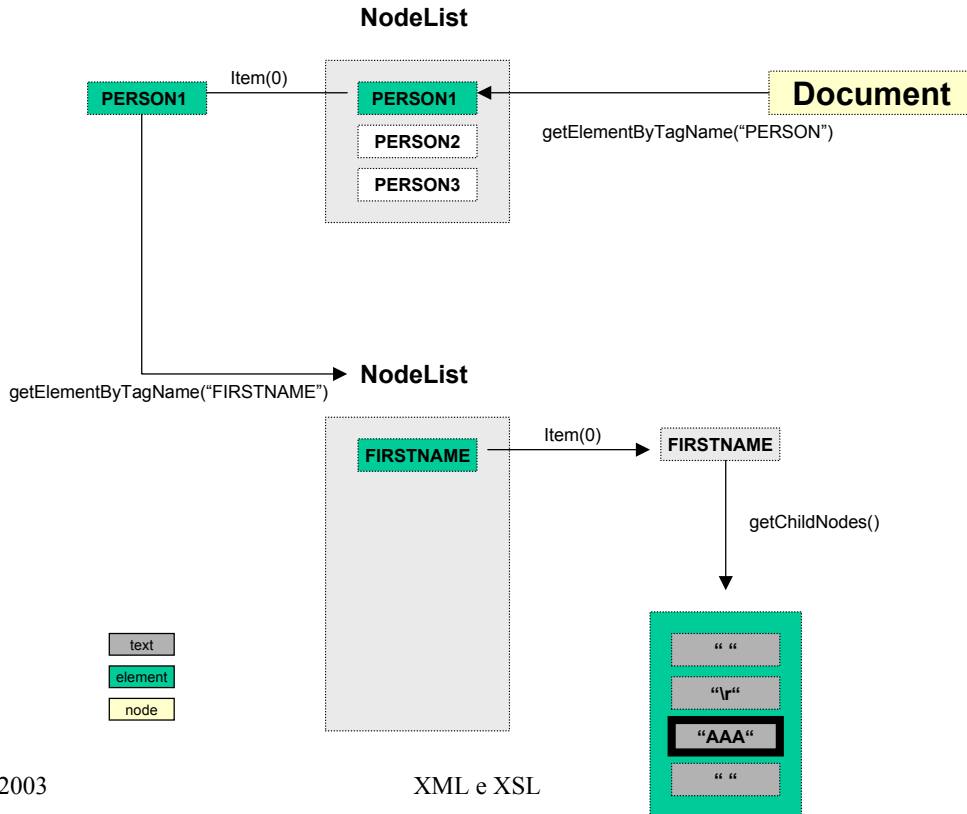 NodeList
Item(0)
PERSON1
PERSON1
Document
getElementByTagName(“PERSON”)
PERSON2
PERSON3
NodeList
getElementByTagName(“FIRSTNAME”)
Item(0)
FIRSTNAME
FIRSTNAME
getChildNodes()
text
element
node
“ “
“\r“
“AAA“
“ “
2003
XML e XSL